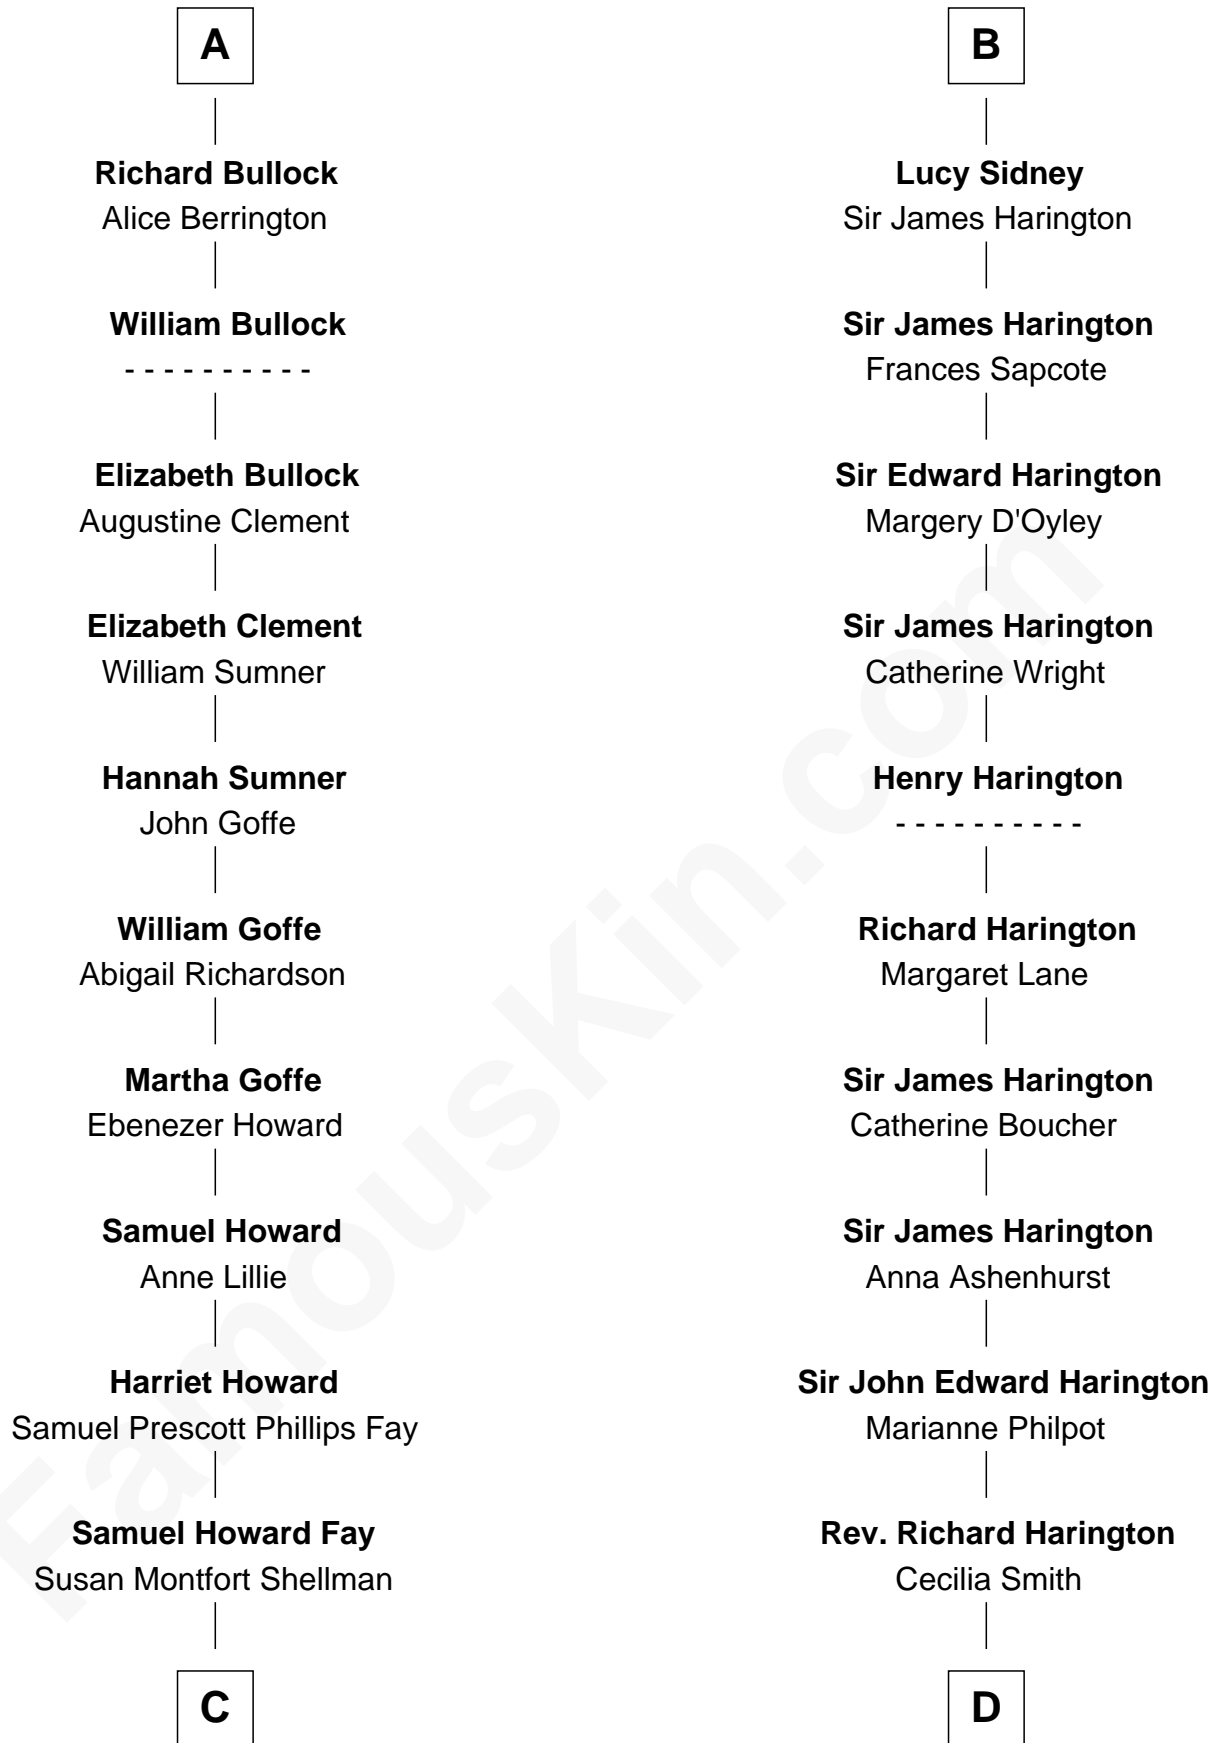 A
Richard Bullock
Alice Berrington
William Bullock
- - - - - - - - - -
Elizabeth Bullock
Augustine Clement
Elizabeth Clement
William Sumner
Hannah Sumner
John Goffe
William Goffe
Abigail Richardson
Martha Goffe
Ebenezer Howard
Samuel Howard
Anne Lillie
Harriet Howard
Samuel Prescott Phillips Fay
Samuel Howard Fay
Susan Montfort Shellman
C
B
Lucy Sidney
Sir James Harington
Sir James Harington
Frances Sapcote
Sir Edward Harington
Margery D'Oyley
Sir James Harington
Catherine Wright
Henry Harington
- - - - - - - - - -
Richard Harington
Margaret Lane
Sir James Harington
Catherine Boucher
Sir James Harington
Anna Ashenhurst
Sir John Edward Harington
Marianne Philpot
Rev. Richard Harington
Cecilia Smith
D
FamousKin.com